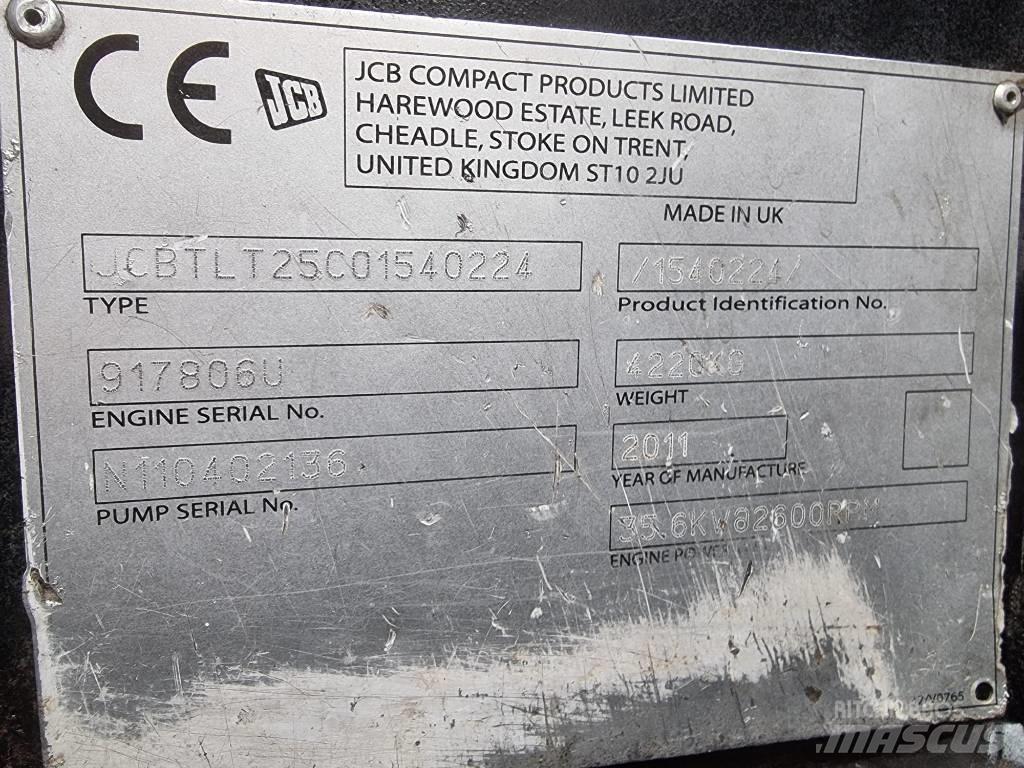 CE
JCB
JCB COMPACT PRODUCTS LIMITED
HAREWOOD ESTATE, LEEK ROAD,
CHEADLE, STOKE ON TRENT,
UNITED KINGDOM ST10 2JU
MADE IN UK
JCBTLT25C01540224
TYPE
/1540224/
Product Identification No.
917806U
ENGINE SERIAL No.
4220KG
WEIGHT
N110402136
PUMP SERIAL No.
2011
YEAR OF MANUFACTURE
35.6KW@2600RPM
ENGINE POWER
MASCUS